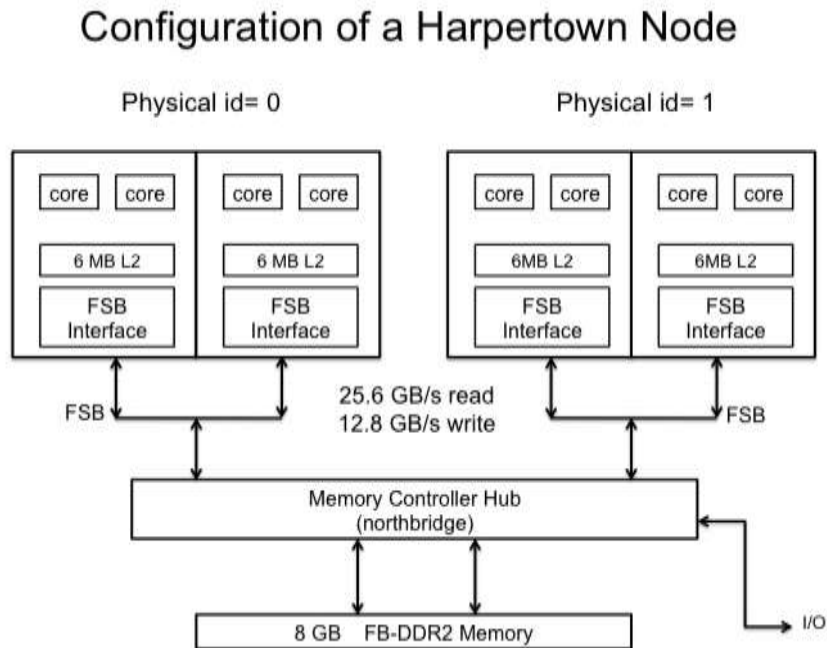 Configuration of a Harpertown Node
Physical id= 0
Physical id= 1
core core core core
core core core core
6 MB L2 6 MB L2
6MB L2 6MB L2
FSB
Interface
FSB
Interface
FSB
Interface
FSB
Interface
FSB
25.6 GB/s read
12.8 GB/s write
FSB
Memory Controller Hub
(northbridge)
I/O
8 GB FB-DDR2 Memory